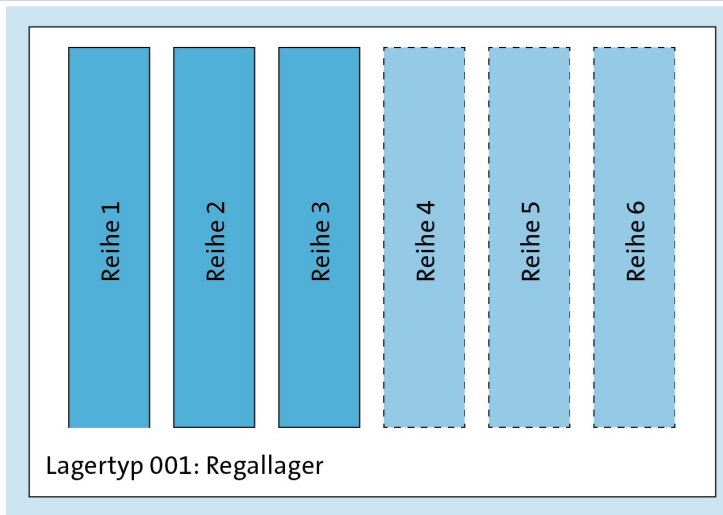 Reihe 1
Reihe 2
Reihe 3
Reihe 4
Reihe 5
Reihe 6
Lagertyp 001: Regallager